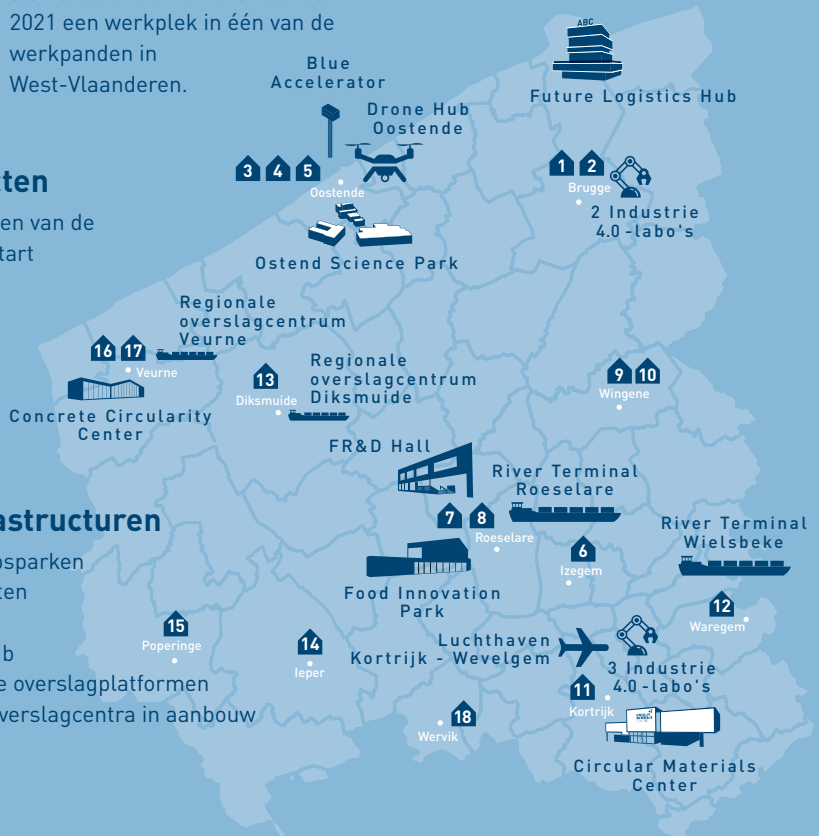 2021 een werkplek in één van de
werkpanden in
West-Vlaanderen.
en van de
tart
osparken
ten
b
e overslagplatformen
verslagcentra in aanbouw
Blue
Accelerator
Drone Hub
Oostende
ABC
Future Logistics Hub
3 4 5
Oostende
1 2
Brugge
2 Industrie
4.0 -labo's
Ostend Science Park
Regionale
overslagcentrum
Veurne
16 17
Veurne
Concrete Circularity
Center
13
Diksmuide
Regionale
overslagcentrum
Diksmuide
9 10
Wingene
FR&D Hall
7 8
Roeselare
River Terminal
Roeselare
Food Innovation
Park
6
Izegem
River Terminal
Wielsbeke
12
Waregem
15
Poperinge
14
Ieper
Luchthaven
Kortrijk - Wevelgem
3 Industrie
4.0 -labo's
11
Kortrijk
18
Wervik
Circular Materials
Center